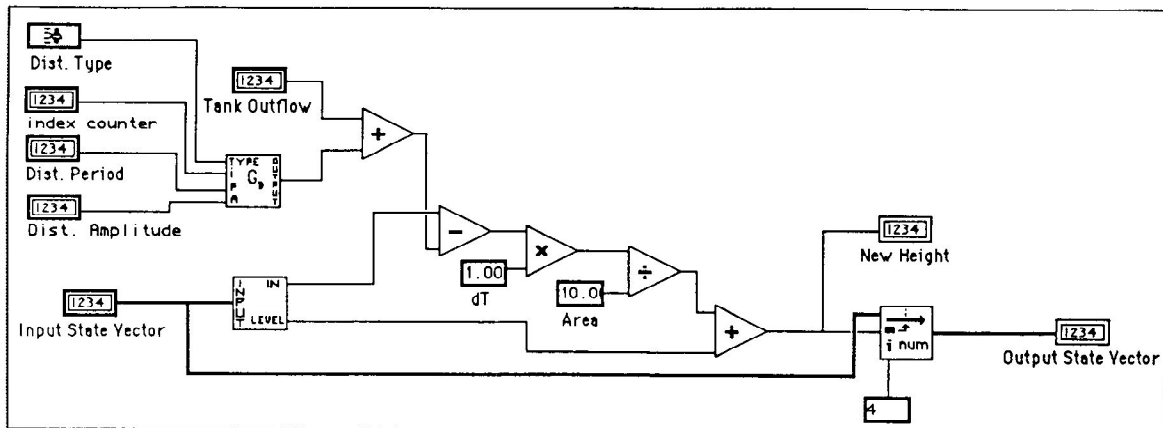 Dist. Type
1234
Tank Outflow
1234
index counter
1234
Dist. Period
1234
Dist. Amplitude
TYPE
i
P
A
G
OUTPUT
+
-
1.00
dT
x
10.0
Area
÷
+
1234
New Height
1234
Input State Vector
INPUT
IN
LEVEL
i
i num
4
1234
Output State Vector